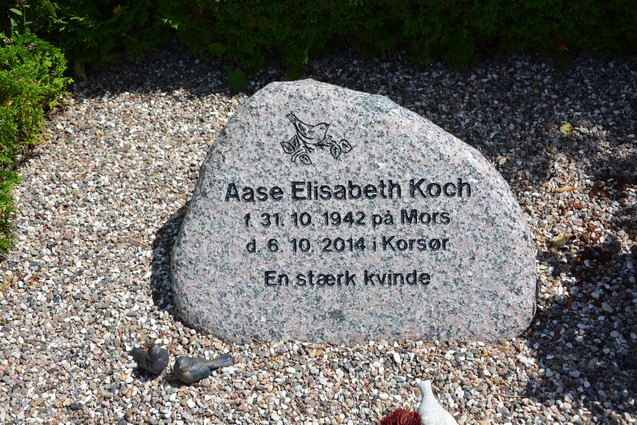 Aase Elisabeth Koch
f. 31. 10. 1942 på Mors
d. 6. 10. 2014 i Korsør
En stærk kvinde